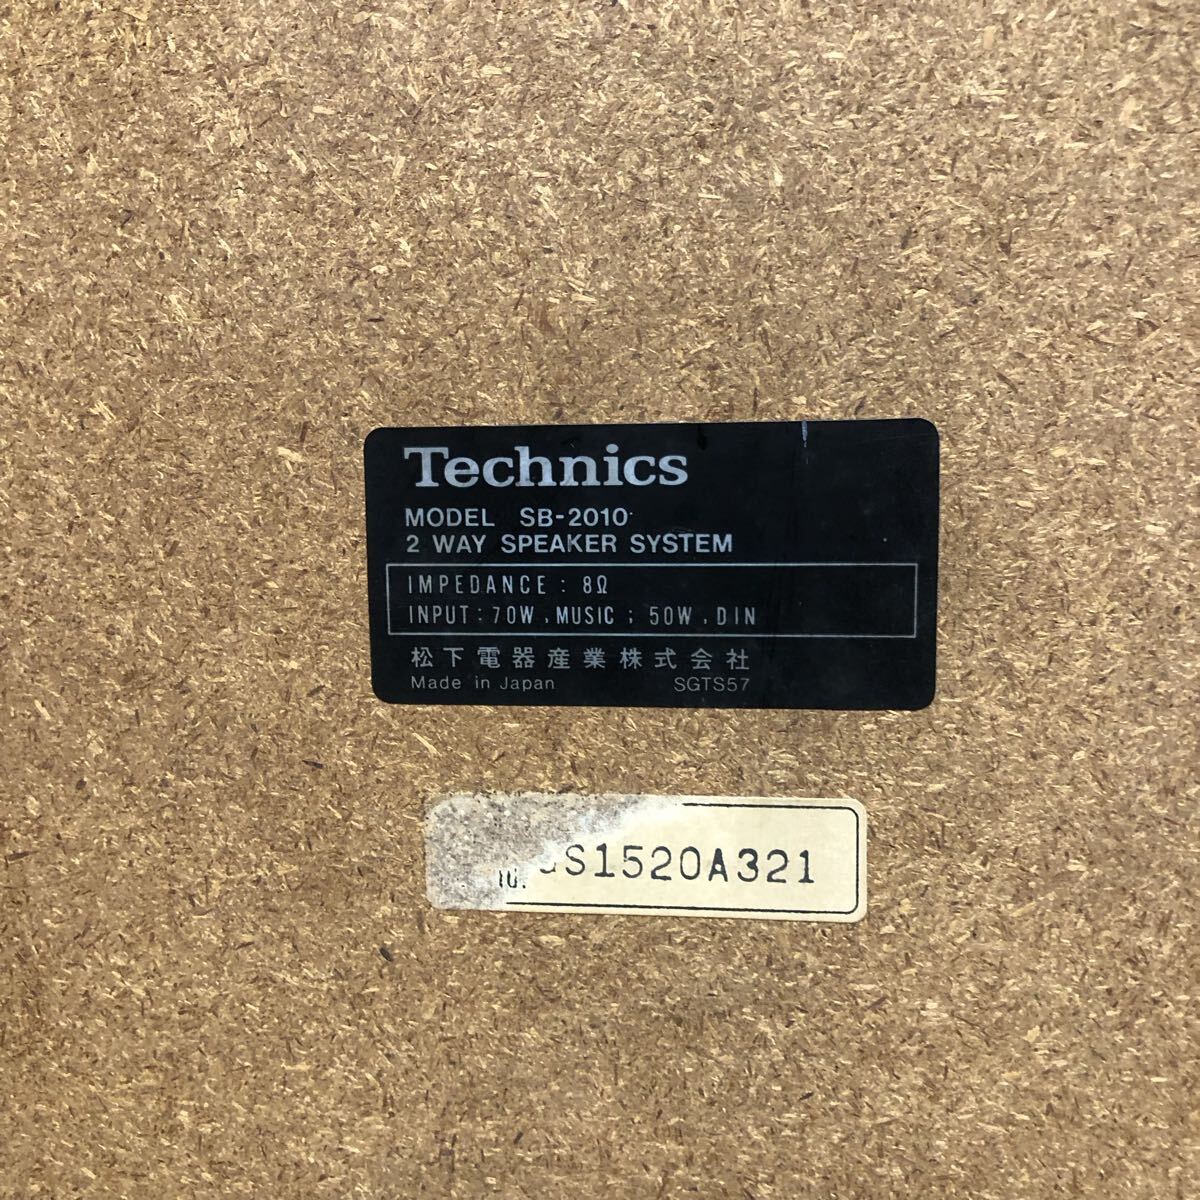 Technics
MODEL SB-2010
2 WAY SPEAKER SYSTEM
IMPEDANCE : 8Ω
INPUT : 70W , MUSIC ; 50W , DIN
松下電器産業株式会社
Made in Japan SGTS57
S1520A321